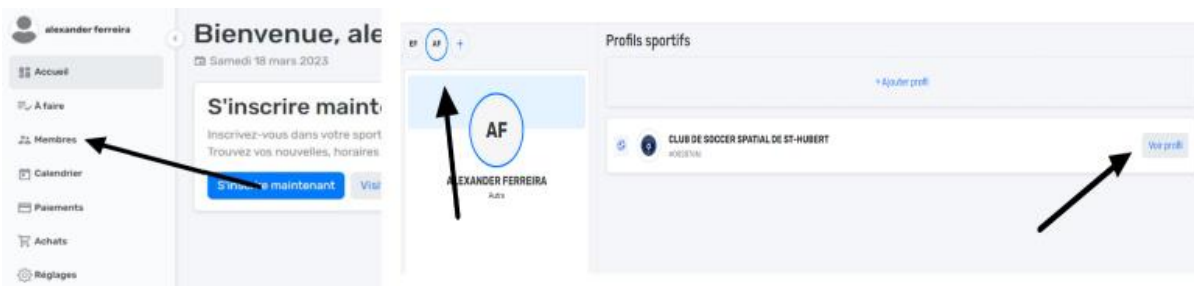 alexander ferreira
Accueil
À faire
Membres
Calendrier
Paiements
Achats
Réglages
Bienvenue, ale
Samedi 18 mars 2023
S'inscrire mainte
Inscrivez-vous dans votre sport
Trouvez vos nouvelles, horaires
S'inscrire maintenant Visi
EF AF +
AF
ALEXANDER FERREIRA
Autre
Profils sportifs
+ Ajouter profil
CLUB DE SOCCER SPATIAL DE ST-HUBERT
Voir profil